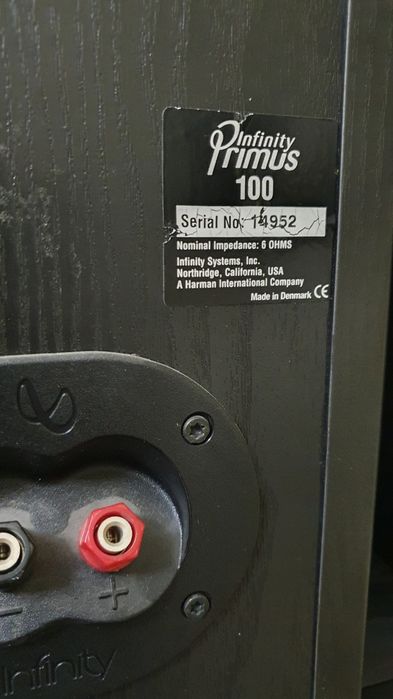 Infinity
Primus
100
Serial No: 14952
Nominal Impedance: 6 OHMS
Infinity Systems, Inc.
Northridge, California, USA
A Harman International Company
Made in Denmark CE
- +
Infinity